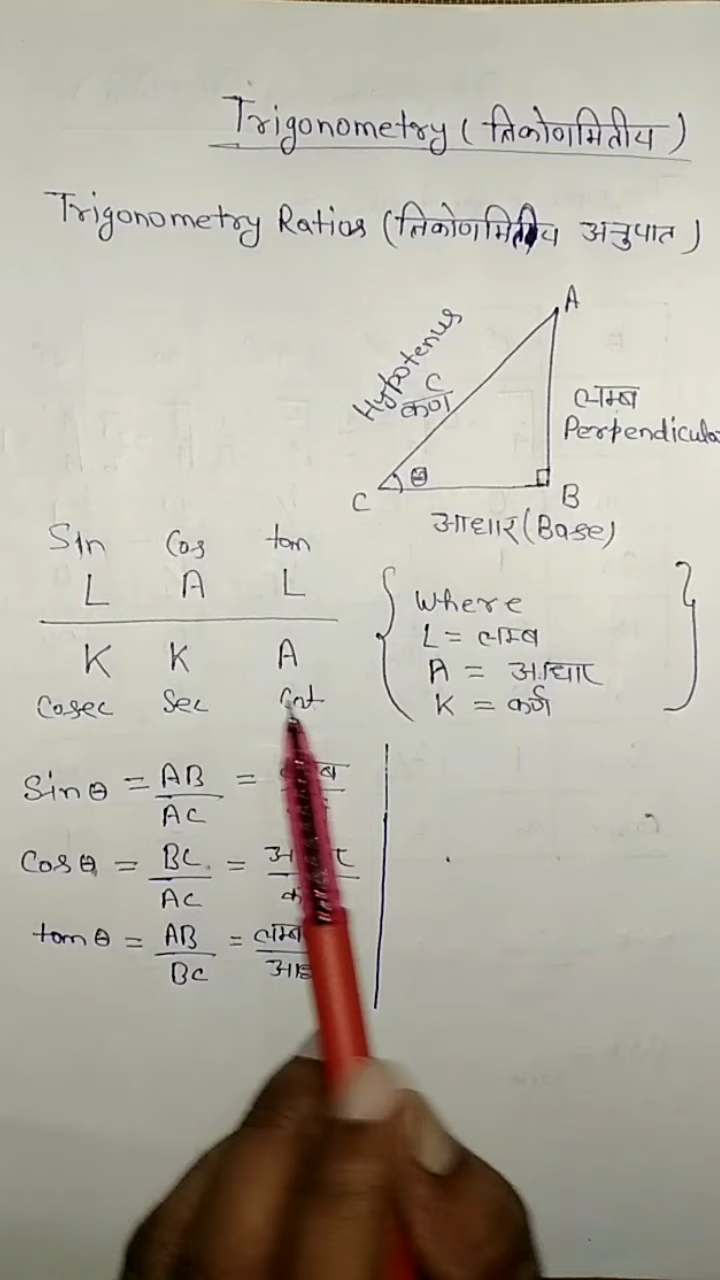 Trigonometry (त्रिकोणमितीय)
Trigonometry Ratios (त्रिकोणमितीय अनुपात)
A
Hypotenus
C
कर्ण
लम्ब
Perpendicula
θ
C
B
आधार (Base)
Sin Cos tan
L A L
K K A
Cosec Sec Cot
{ Where
L = लम्ब
A = आधार
K = कर्ण }
Sinθ = AB/AC =
Cosθ = BC/AC =
tanθ = AB/BC = लम्ब